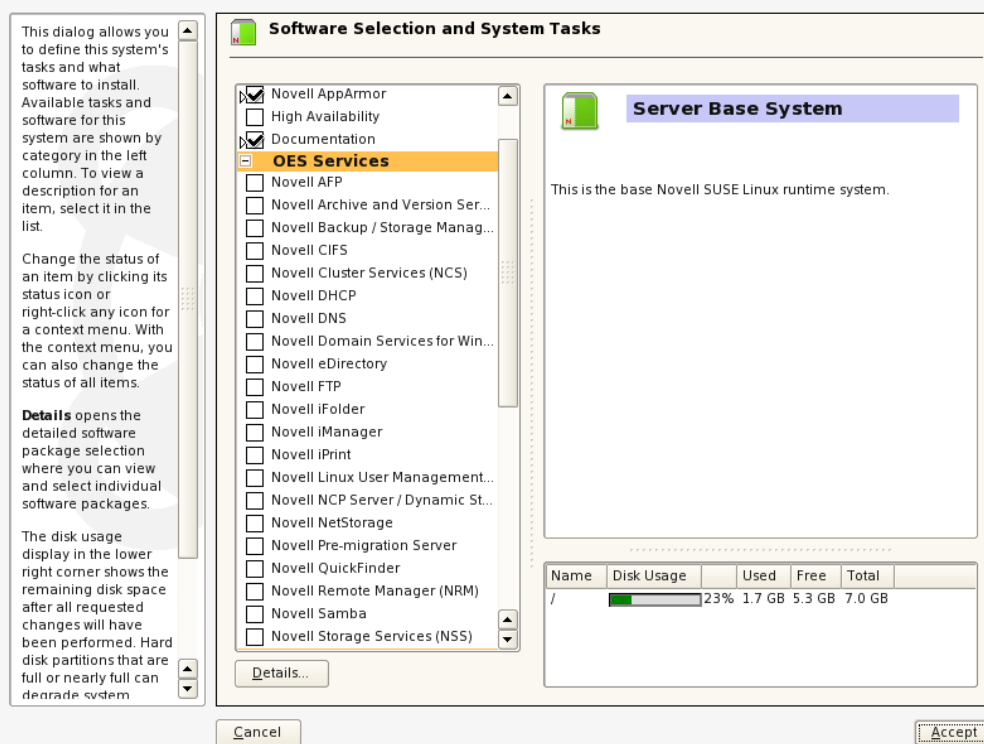 This dialog allows you
to define this system's
tasks and what
software to install.
Available tasks and
software for this
system are shown by
category in the left
column. To view a
description for an
item, select it in the
list.
Change the status of
an item by clicking its
status icon or
right-click any icon for
a context menu. With
the context menu, you
can also change the
status of all items.
Details opens the
detailed software
package selection
where you can view
and select individual
software packages.
The disk usage
display in the lower
right corner shows the
remaining disk space
after all requested
changes will have
been performed. Hard
disk partitions that are
full or nearly full can
degrade system
Software Selection and System Tasks
Novell AppArmor
High Availability
Documentation
OES Services
Novell AFP
Novell Archive and Version Ser...
Novell Backup / Storage Manag...
Novell CIFS
Novell Cluster Services (NCS)
Novell DHCP
Novell DNS
Novell Domain Services for Win...
Novell eDirectory
Novell FTP
Novell iFolder
Novell iManager
Novell iPrint
Novell Linux User Management...
Novell NCP Server / Dynamic St...
Novell NetStorage
Novell Pre-migration Server
Novell QuickFinder
Novell Remote Manager (NRM)
Novell Samba
Novell Storage Services (NSS)
Details...
Server Base System
This is the base Novell SUSE Linux runtime system.
Name Disk Usage Used Free Total
/ 23% 1.7 GB 5.3 GB 7.0 GB
Cancel
Accept